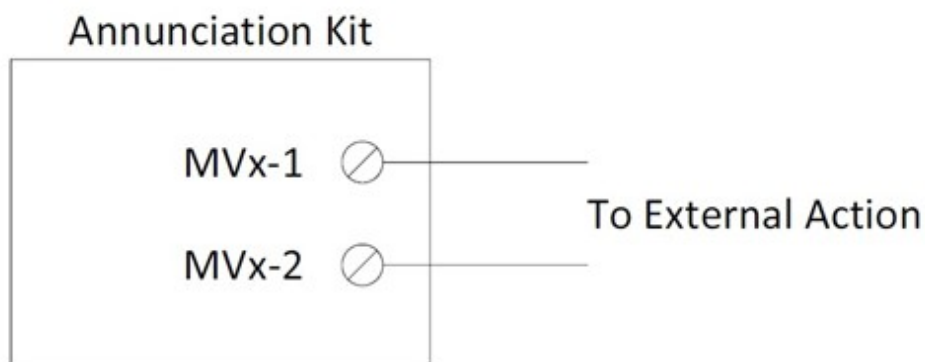 Annunciation Kit
MVx-1
To External Action
MVx-2